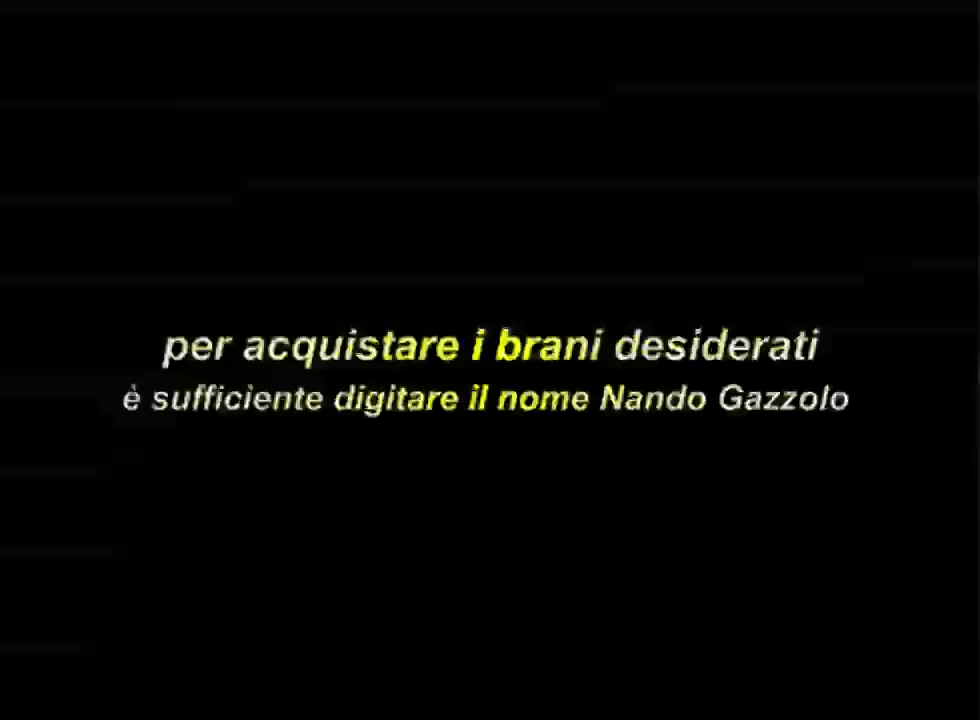 per acquistare i brani desiderati
è sufficiente digitare il nome Nando Gazzolo